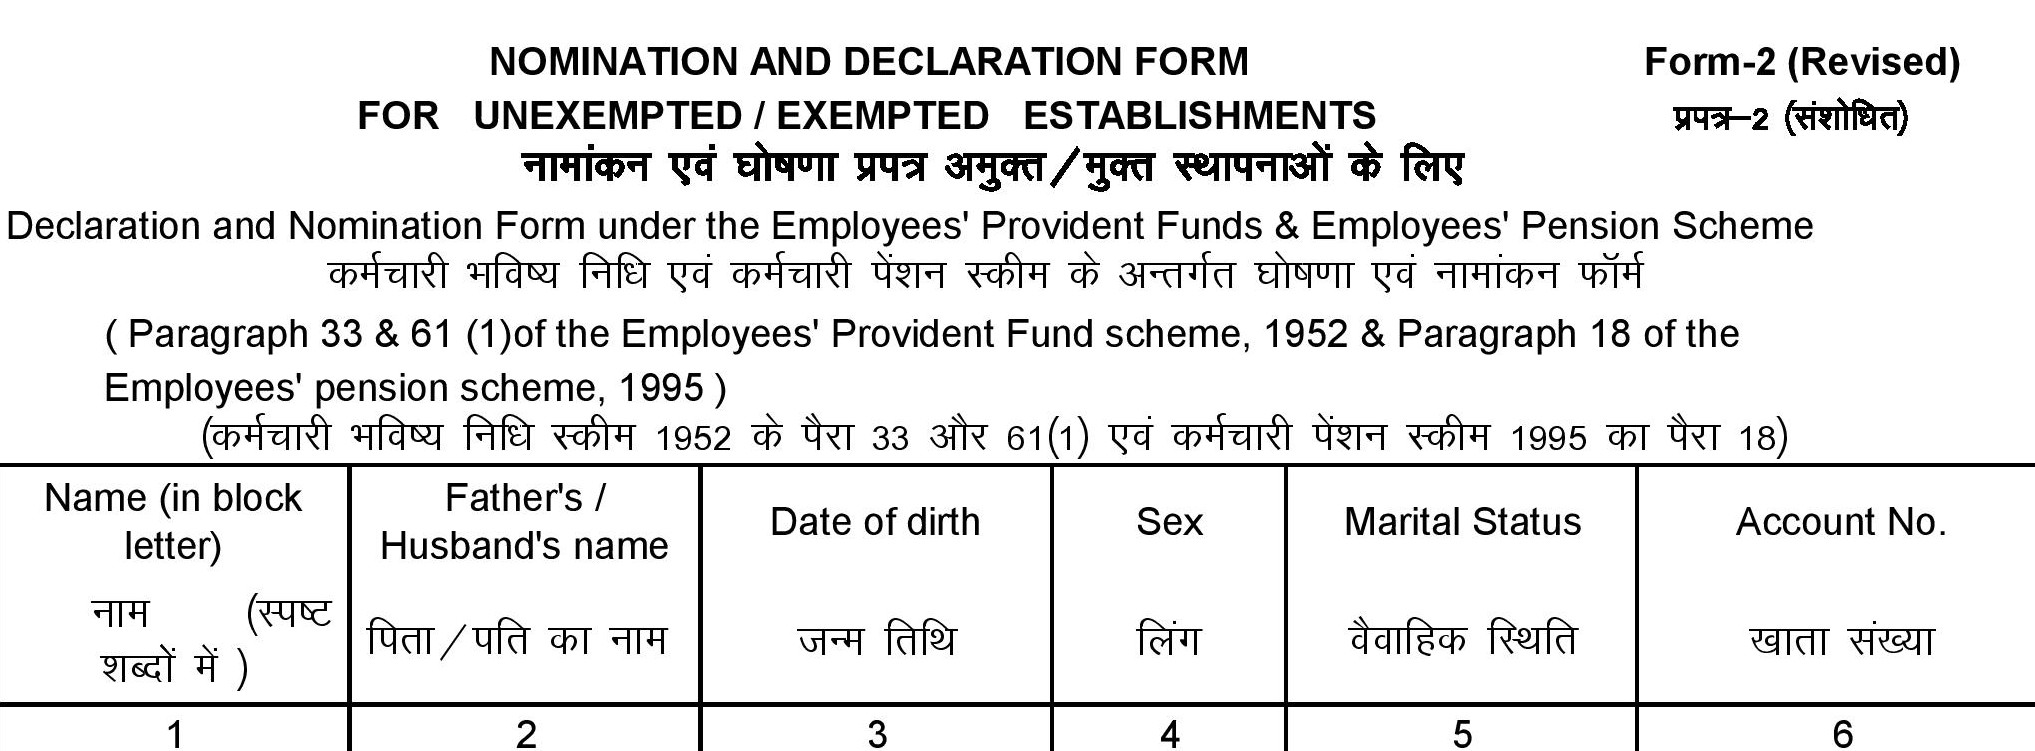 NOMINATION AND DECLARATION FORM
Form-2 (Revised)
FOR UNEXEMPTED / EXEMPTED ESTABLISHMENTS
प्रपत्र–2 (संशोधित)
नामांकन एवं घोषणा प्रपत्र अमुक्त/मुक्त स्थापनाओं के लिए
Declaration and Nomination Form under the Employees' Provident Funds & Employees' Pension Scheme
कर्मचारी भविष्य निधि एवं कर्मचारी पेंशन स्कीम के अन्तर्गत घोषणा एवं नामांकन फॉर्म
( Paragraph 33 & 61 (1)of the Employees' Provident Fund scheme, 1952 & Paragraph 18 of the
Employees' pension scheme, 1995 )
(कर्मचारी भविष्य निधि स्कीम 1952 के पैरा 33 और 61(1) एवं कर्मचारी पेंशन स्कीम 1995 का पैरा 18)
Name (in block
letter)
नाम (स्पष्ट
शब्दों में )
Father's /
Husband's name
पिता/पति का नाम
Date of dirth
जन्म तिथि
Sex
लिंग
Marital Status
वैवाहिक स्थिति
Account No.
खाता संख्या
1 2 3 4 5 6